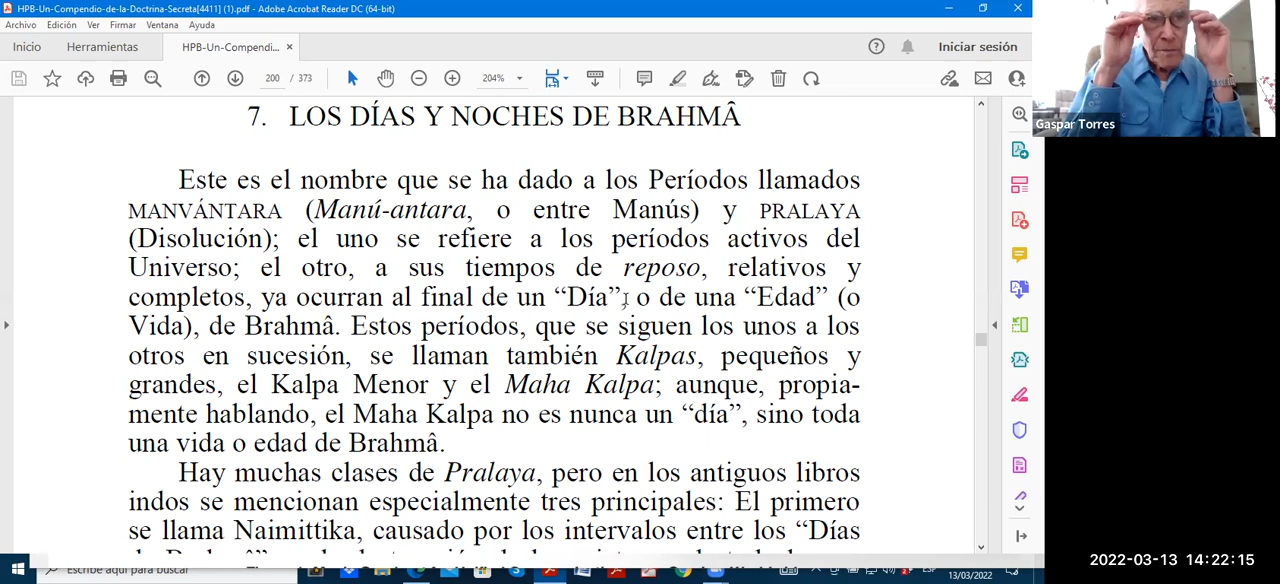 HPB-Un-Compendio-de-la-Doctrina-Secreta[4411] (1).pdf - Adobe Acrobat Reader DC (64-bit)
Archivo Edición Ver Firmar Ventana Ayuda
Inicio Herramientas HPB-Un-Compendi... × Iniciar sesión
200 / 373 204%
Gaspar Torres
7. LOS DÍAS Y NOCHES DE BRAHMÂ
Este es el nombre que se ha dado a los Períodos llamados
MANVÁNTARA (Manú-antara, o entre Manús) y PRALAYA
(Disolución); el uno se refiere a los períodos activos del
Universo; el otro, a sus tiempos de reposo, relativos y
completos, ya ocurran al final de un “Día”, o de una “Edad” (o
Vida), de Brahmâ. Estos períodos, que se siguen los unos a los
otros en sucesión, se llaman también Kalpas, pequeños y
grandes, el Kalpa Menor y el Maha Kalpa; aunque, propia-
mente hablando, el Maha Kalpa no es nunca un “día”, sino toda
una vida o edad de Brahmâ.
Hay muchas clases de Pralaya, pero en los antiguos libros
indos se mencionan especialmente tres principales: El primero
se llama Naimittika, causado por los intervalos entre los “Días
2022-03-13 14:22:15
Escribe aquí para buscar
13/03/2022